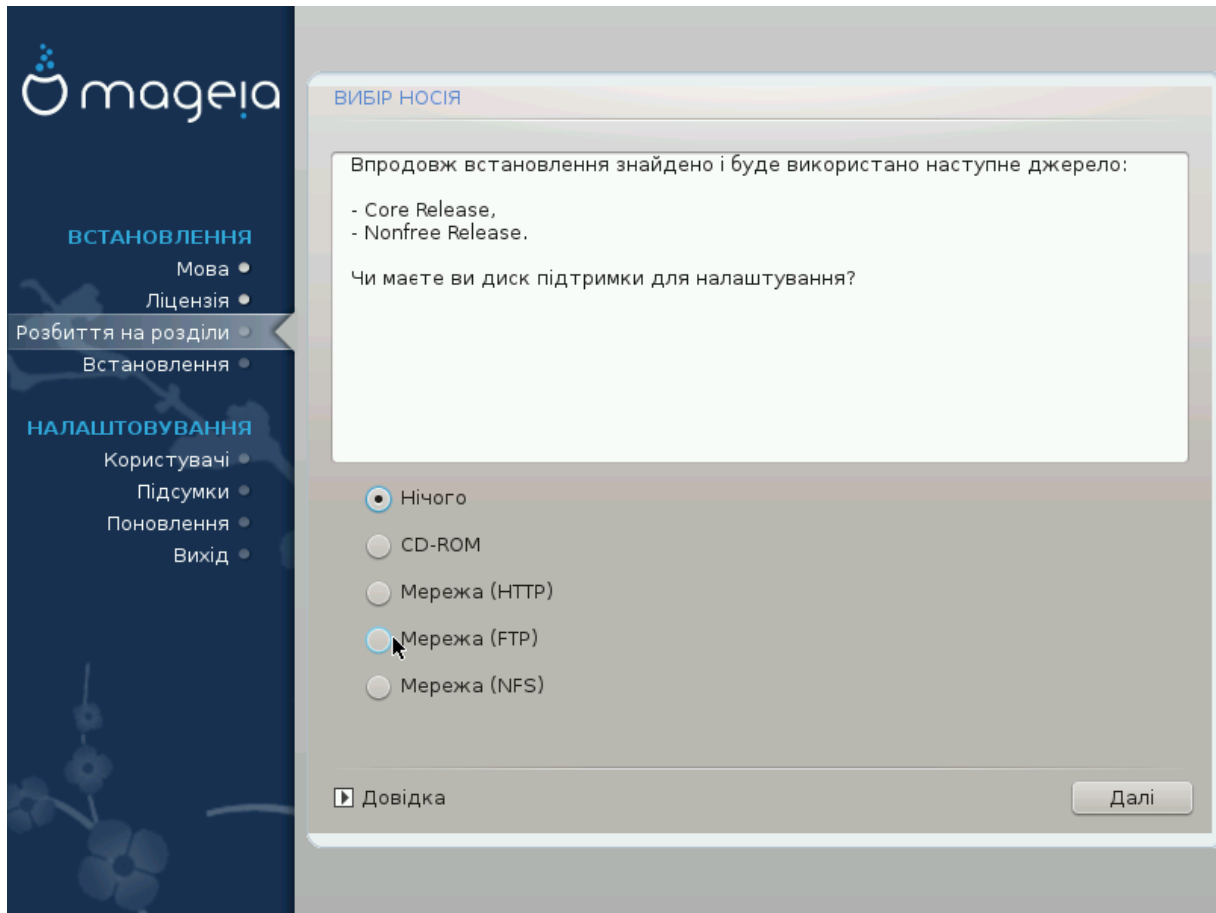 mageia
ВСТАНОВЛЕННЯ
Мова
Ліцензія
Розбиття на розділи
Встановлення
НАЛАШТОВУВАННЯ
Користувачі
Підсумки
Поновлення
Вихід
ВИБІР НОСІЯ
Впродовж встановлення знайдено і буде використано наступне джерело:
- Core Release,
- Nonfree Release.
Чи маєте ви диск підтримки для налаштування?
Нічого
CD-ROM
Мережа (HTTP)
Мережа (FTP)
Мережа (NFS)
Довідка
Далі